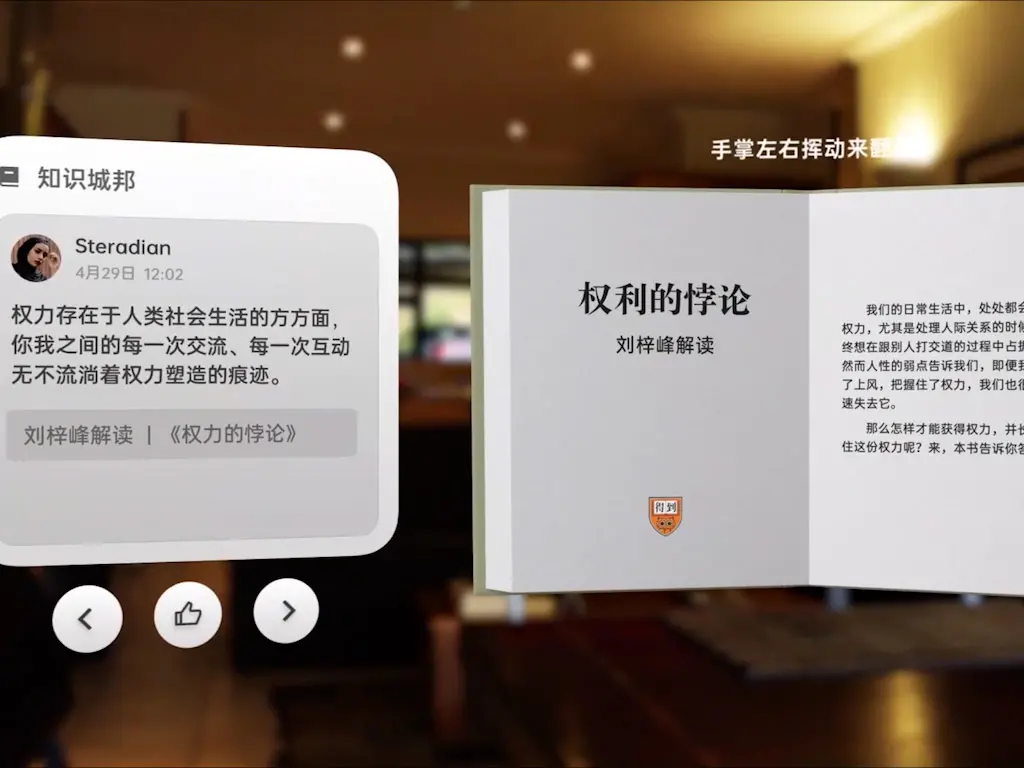 知识城邦
Steradian
4月29日 12:02
权力存在于人类社会生活的方方面，
你我之间的每一次交流、每一次互动
无不流淌着权力塑造的痕迹。
刘梓峰解读 | 《权力的悖论》
手掌左右挥动来翻
权利的悖论
刘梓峰解读
得到
我们的日常生活中，处处都会
权力，尤其是处理人际关系的时候
终想在跟别人打交道的过程中占据
然而人性的弱点告诉我们，即便我
了上风，把握住了权力，我们也很
速失去它。
那么怎样才能获得权力，并长
住这份权力呢？来，本书告诉你答